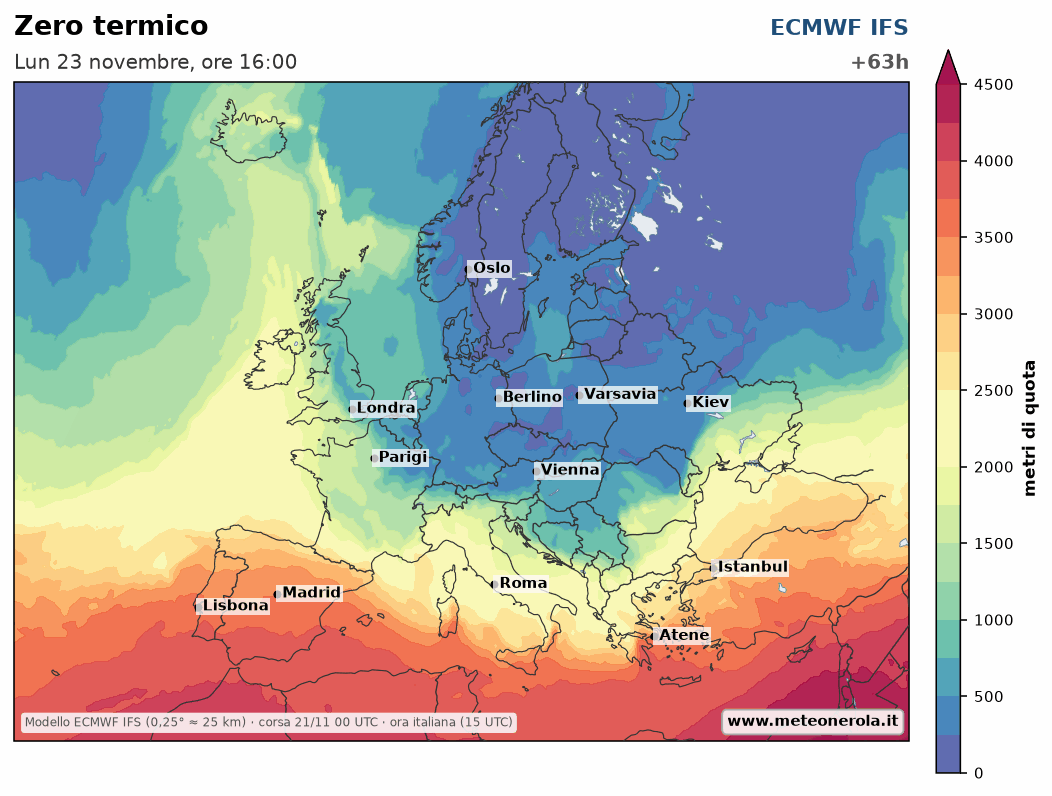 Zero termico
ECMWF IFS
Lun 23 novembre, ore 16:00
+63h
4500
4000
3500
3000
2500
2000
1500
1000
500
0
metri di quota
Oslo
Berlino
Varsavia
Kiev
Londra
Parigi
Vienna
Istanbul
Roma
Madrid
Lisbona
Atene
Modello ECMWF IFS (0,25° ≈ 25 km) · corsa 21/11 00 UTC · ora italiana (15 UTC)
www.meteonerola.it